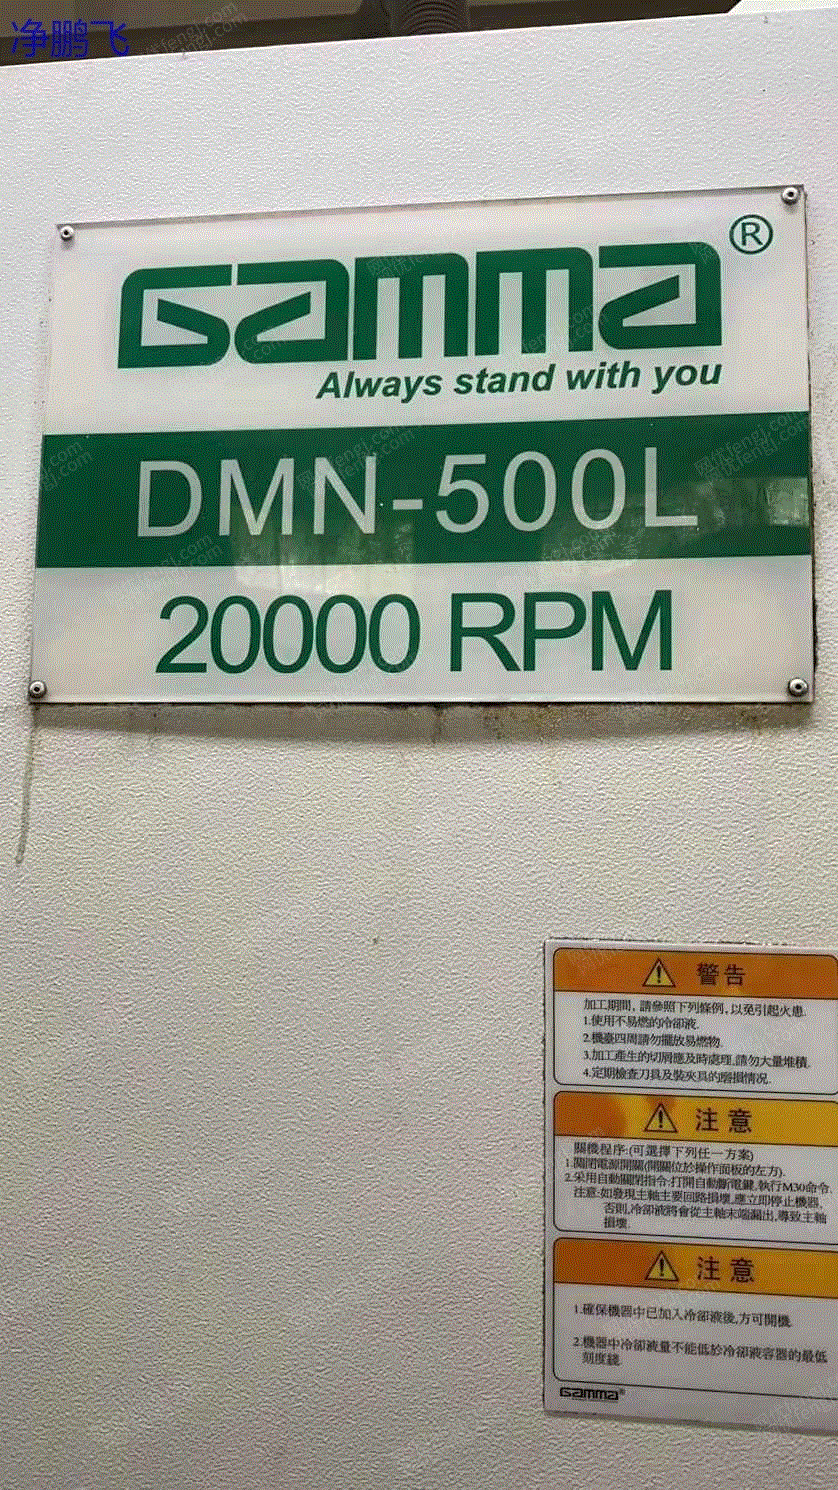 净鹏飞
GAMMA®
Always stand with you
DMN-500L
20000 RPM
警告
加工期間，請參照下列條例，以免引起火患.
1.使用不易燃的冷卻液.
2.機臺四周請勿擺放易燃物.
3.加工產生的切屑應及時處理,請勿大量堆積.
4.定期檢查刀具及裝夾具的磨損情况.
注意
關機程序:(可選擇下列任一方案)
1.關閉電源開關(開關位於操作面板的左方).
2.采用自動關閉指令:打開自動斷電鍵,執行M30命令.
注意:如發現主軸主要回路損壞,應立即停止機器,
否則,冷卻液將會從主軸末端漏出,導致主軸
損壞.
注意
1.確保機器中已加入冷卻液後,方可開機.
2.機器中冷卻液量不能低於冷卻液容器的最低
刻度綫.
GAMMA®